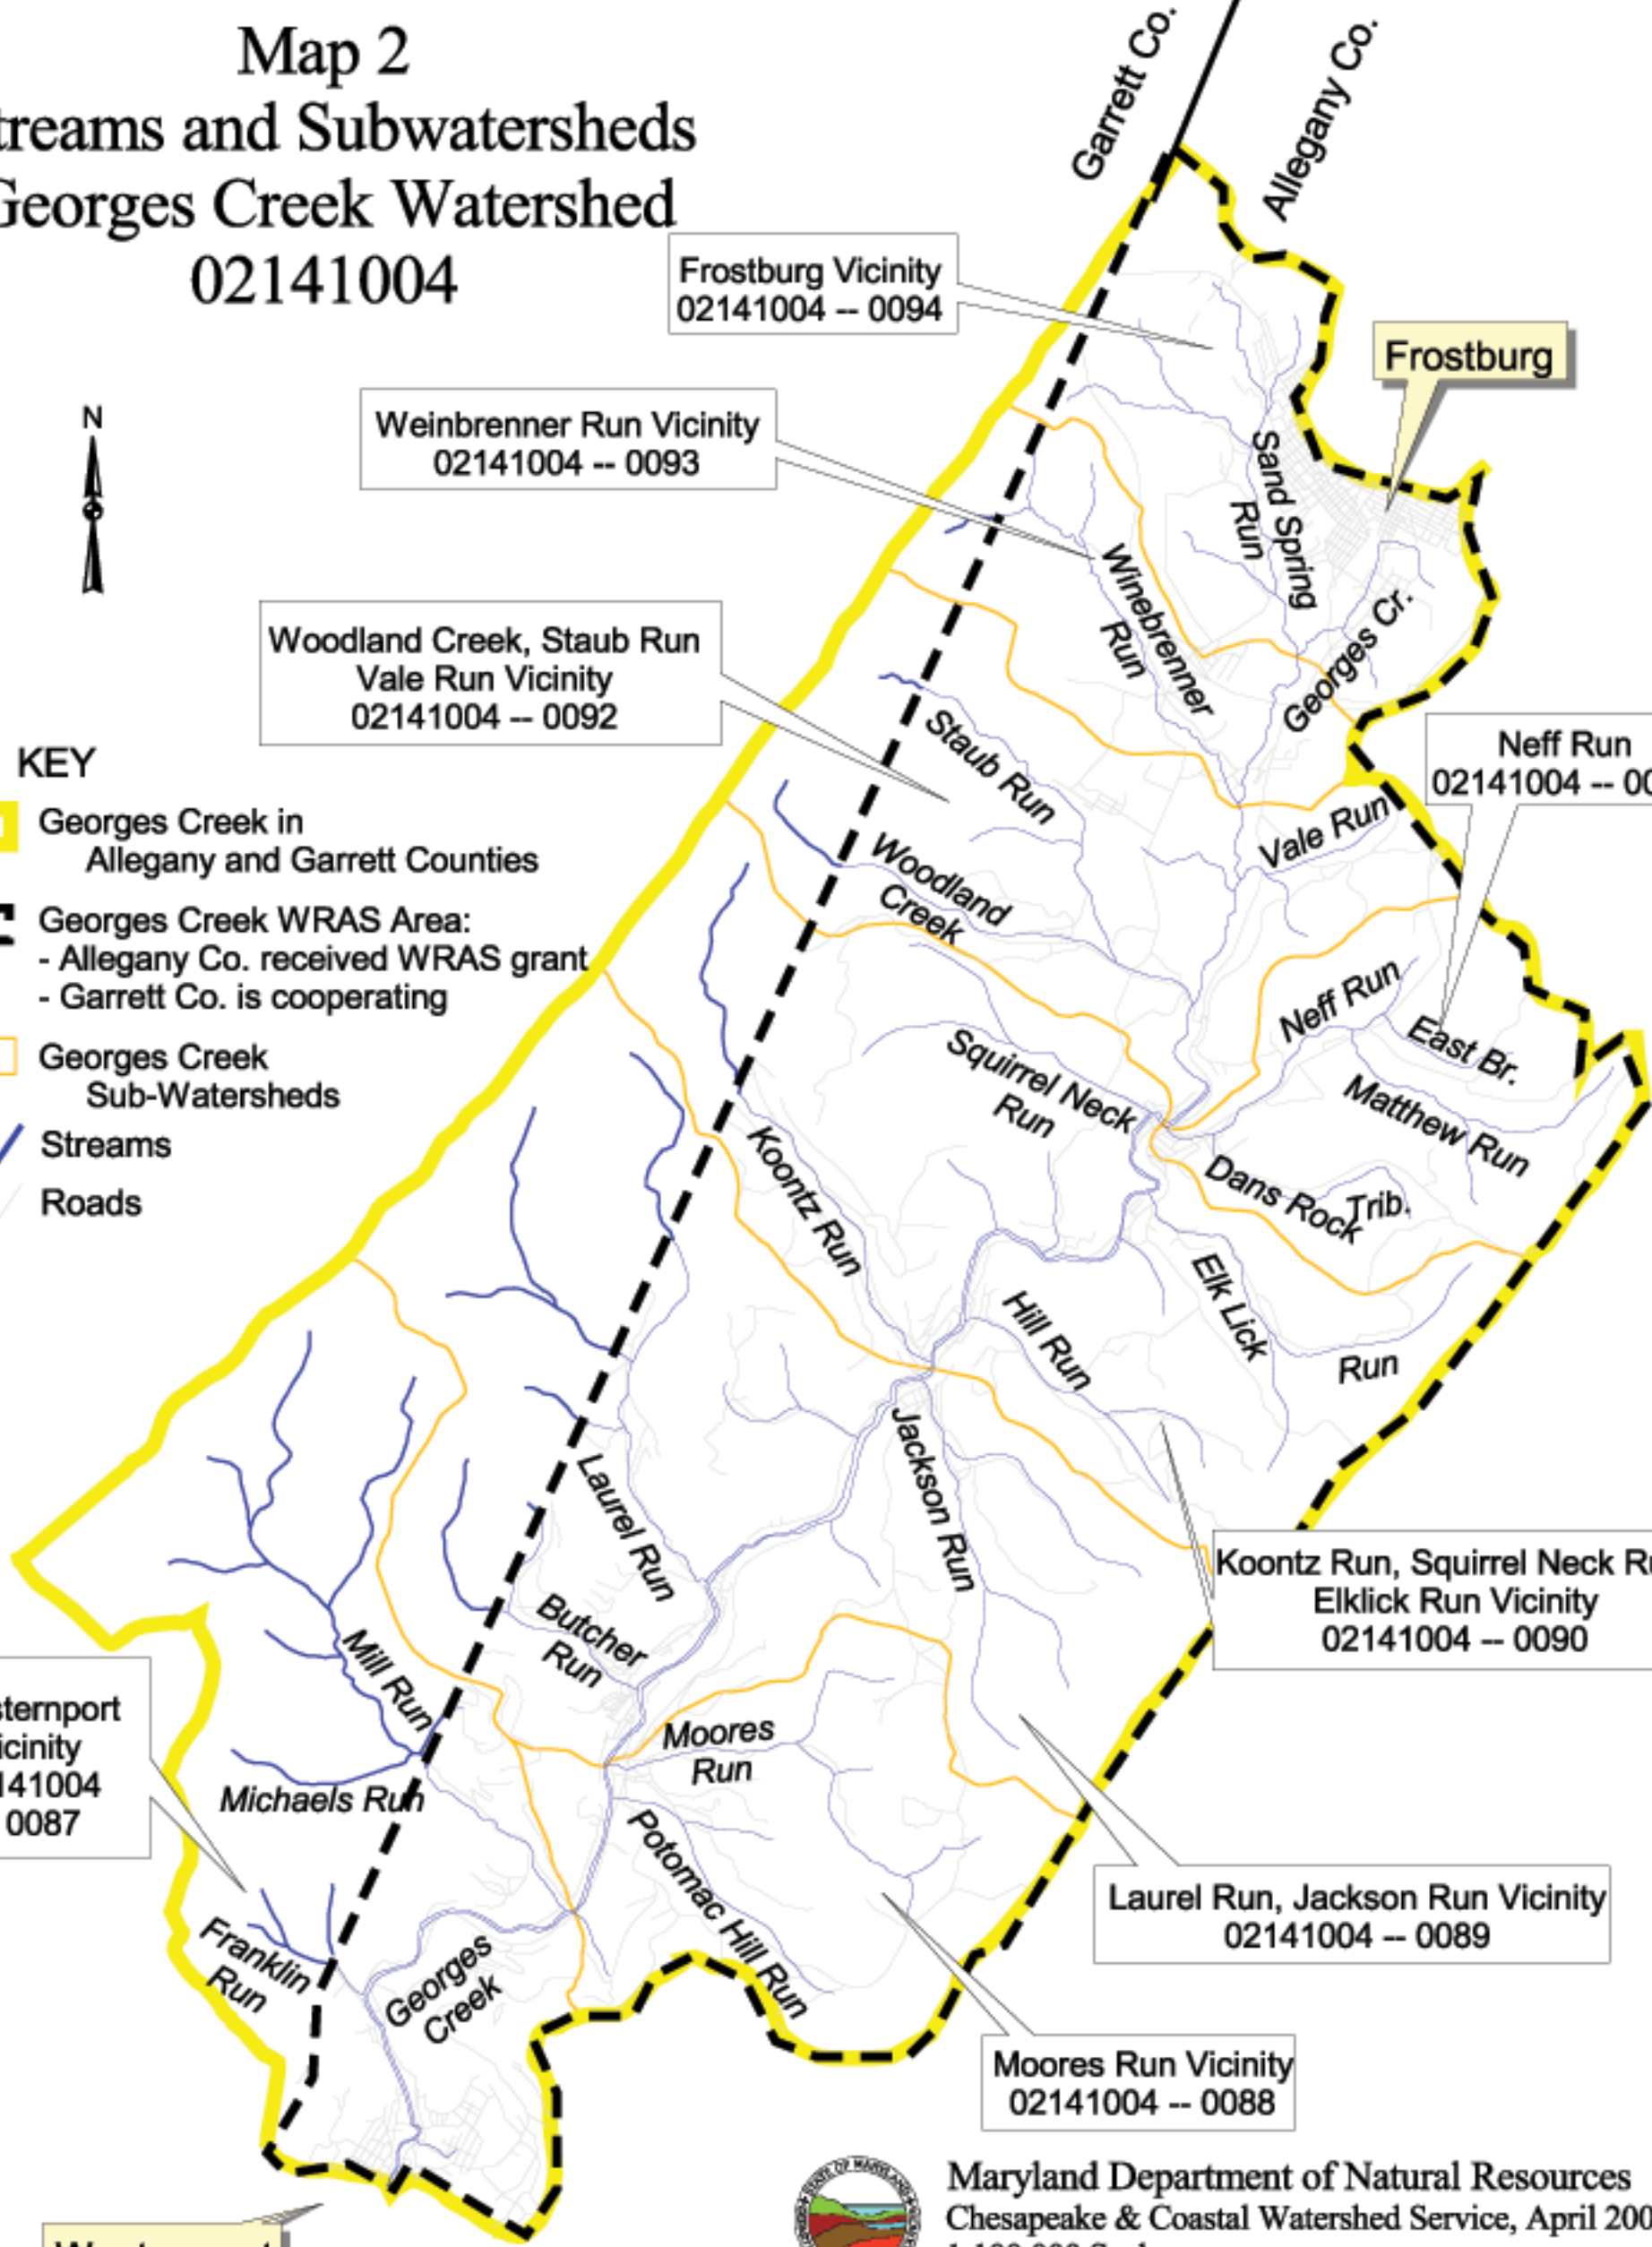 Map 2
treams and Subwatersheds
Georges Creek Watershed
02141004
Garrett Co.
Allegany Co.
Frostburg Vicinity
02141004 -- 0094
Frostburg
N
Weinbrenner Run Vicinity
02141004 -- 0093
Sand Spring
Run
Winebrenner
Run
Georges Cr.
Woodland Creek, Staub Run
Vale Run Vicinity
02141004 -- 0092
Neff Run
02141004 -- 00
Staub Run
Vale Run
Woodland
Creek
KEY
Georges Creek in
Allegany and Garrett Counties
Georges Creek WRAS Area:
- Allegany Co. received WRAS grant
- Garrett Co. is cooperating
Georges Creek
Sub-Watersheds
Streams
Roads
Neff Run
East Br.
Matthew Run
Squirrel Neck
Run
Dans Rock
Trib.
Koontz Run
Elk Lick
Run
Hill Run
Jackson Run
Laurel Run
Koontz Run, Squirrel Neck Ru
Elklick Run Vicinity
02141004 -- 0090
Butcher
Run
Mill Run
Moores
Run
Michaels Run
sternport
icinity
141004
0087
Potomac Hill Run
Laurel Run, Jackson Run Vicinity
02141004 -- 0089
Franklin
Run
Georges
Creek
Moores Run Vicinity
02141004 -- 0088
STATE OF MARYLAND
Maryland Department of Natural Resources
Chesapeake & Coastal Watershed Service, April 200